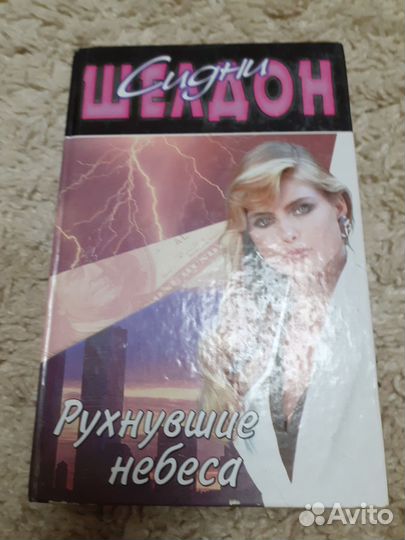 Сидни
ШЕЛДОН
Рухнувшие
небеса
Avito